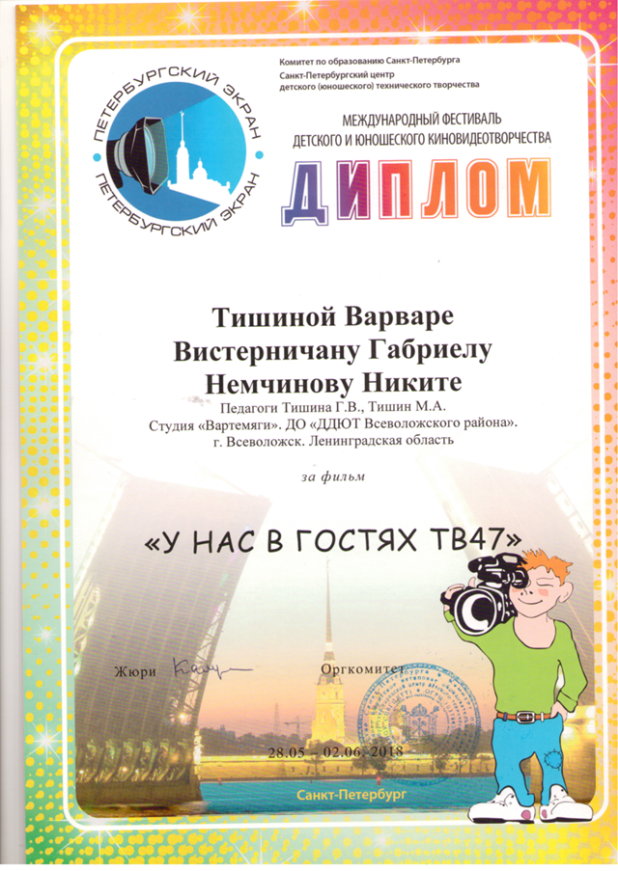 Комитет по образованию Санкт-Петербурга
Санкт-Петербургский центр
детского (юношеского) технического творчества
ПЕТЕРБУРГСКИЙ ЭКРАН
ПЕТЕРБУРГСКИЙ ЭКРАН
МЕЖДУНАРОДНЫЙ ФЕСТИВАЛЬ
ДЕТСКОГО И ЮНОШЕСКОГО КИНОВИДЕОТВОРЧЕСТВА
ДИПЛОМ
Тишиной Варваре
Вистерничану Габриелу
Немчинову Никите
Педагоги Тишина Г.В., Тишин М.А.
Студия «Вартемяги». ДО «ДДЮТ Всеволожского района».
г. Всеволожск. Ленинградская область
за фильм
«У НАС В ГОСТЯХ ТВ47»
Жюри
Оргкомитет
28.05 – 02.06. 2018
Санкт-Петербург